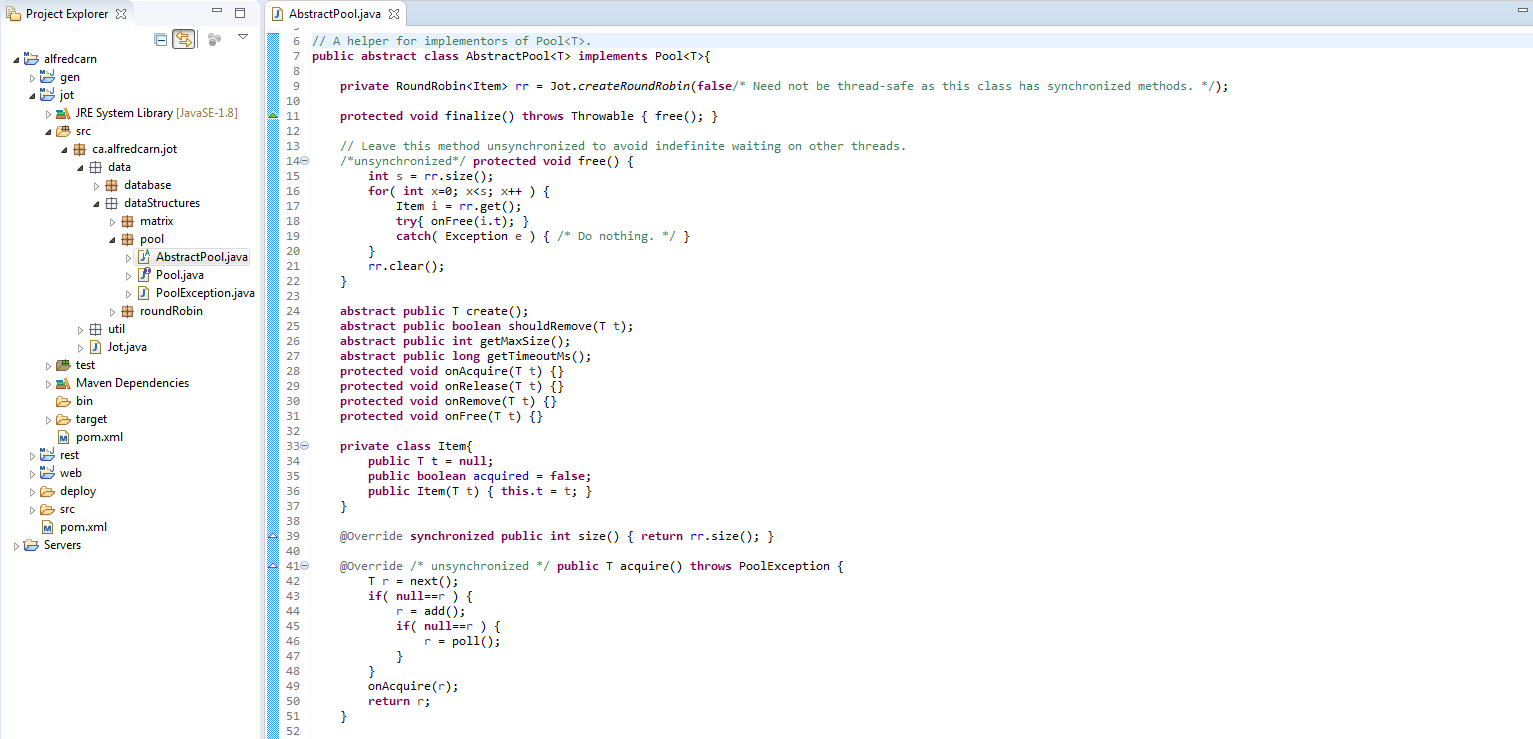 Project Explorer
alfredcarn
gen
jot
JRE System Library [JavaSE-1.8]
src
ca.alfredcarn.jot
data
database
dataStructures
matrix
pool
AbstractPool.java
Pool.java
PoolException.java
roundRobin
util
Jot.java
test
Maven Dependencies
bin
target
pom.xml
rest
web
deploy
src
pom.xml
Servers
AbstractPool.java
6 // A helper for implementors of Pool<T>.
7 public abstract class AbstractPool<T> implements Pool<T>{
8
9     private RoundRobin<Item> rr = Jot.createRoundRobin(false/* Need not be thread-safe as this class has synchronized methods. */);
10
11     protected void finalize() throws Throwable { free(); }
12
13     // Leave this method unsynchronized to avoid indefinite waiting on other threads.
14     /*unsynchronized*/ protected void free() {
15         int s = rr.size();
16         for( int x=0; x<s; x++ ) {
17             Item i = rr.get();
18             try{ onFree(i.t); }
19             catch( Exception e ) { /* Do nothing. */ }
20         }
21         rr.clear();
22     }
23
24     abstract public T create();
25     abstract public boolean shouldRemove(T t);
26     abstract public int getMaxSize();
27     abstract public long getTimeoutMs();
28     protected void onAcquire(T t) {}
29     protected void onRelease(T t) {}
30     protected void onRemove(T t) {}
31     protected void onFree(T t) {}
32
33     private class Item{
34         public T t = null;
35         public boolean acquired = false;
36         public Item(T t) { this.t = t; }
37     }
38
39     @Override synchronized public int size() { return rr.size(); }
40
41     @Override /* unsynchronized */ public T acquire() throws PoolException {
42         T r = next();
43         if( null==r ) {
44             r = add();
45             if( null==r ) {
46                 r = poll();
47             }
48         }
49         onAcquire(r);
50         return r;
51     }
52